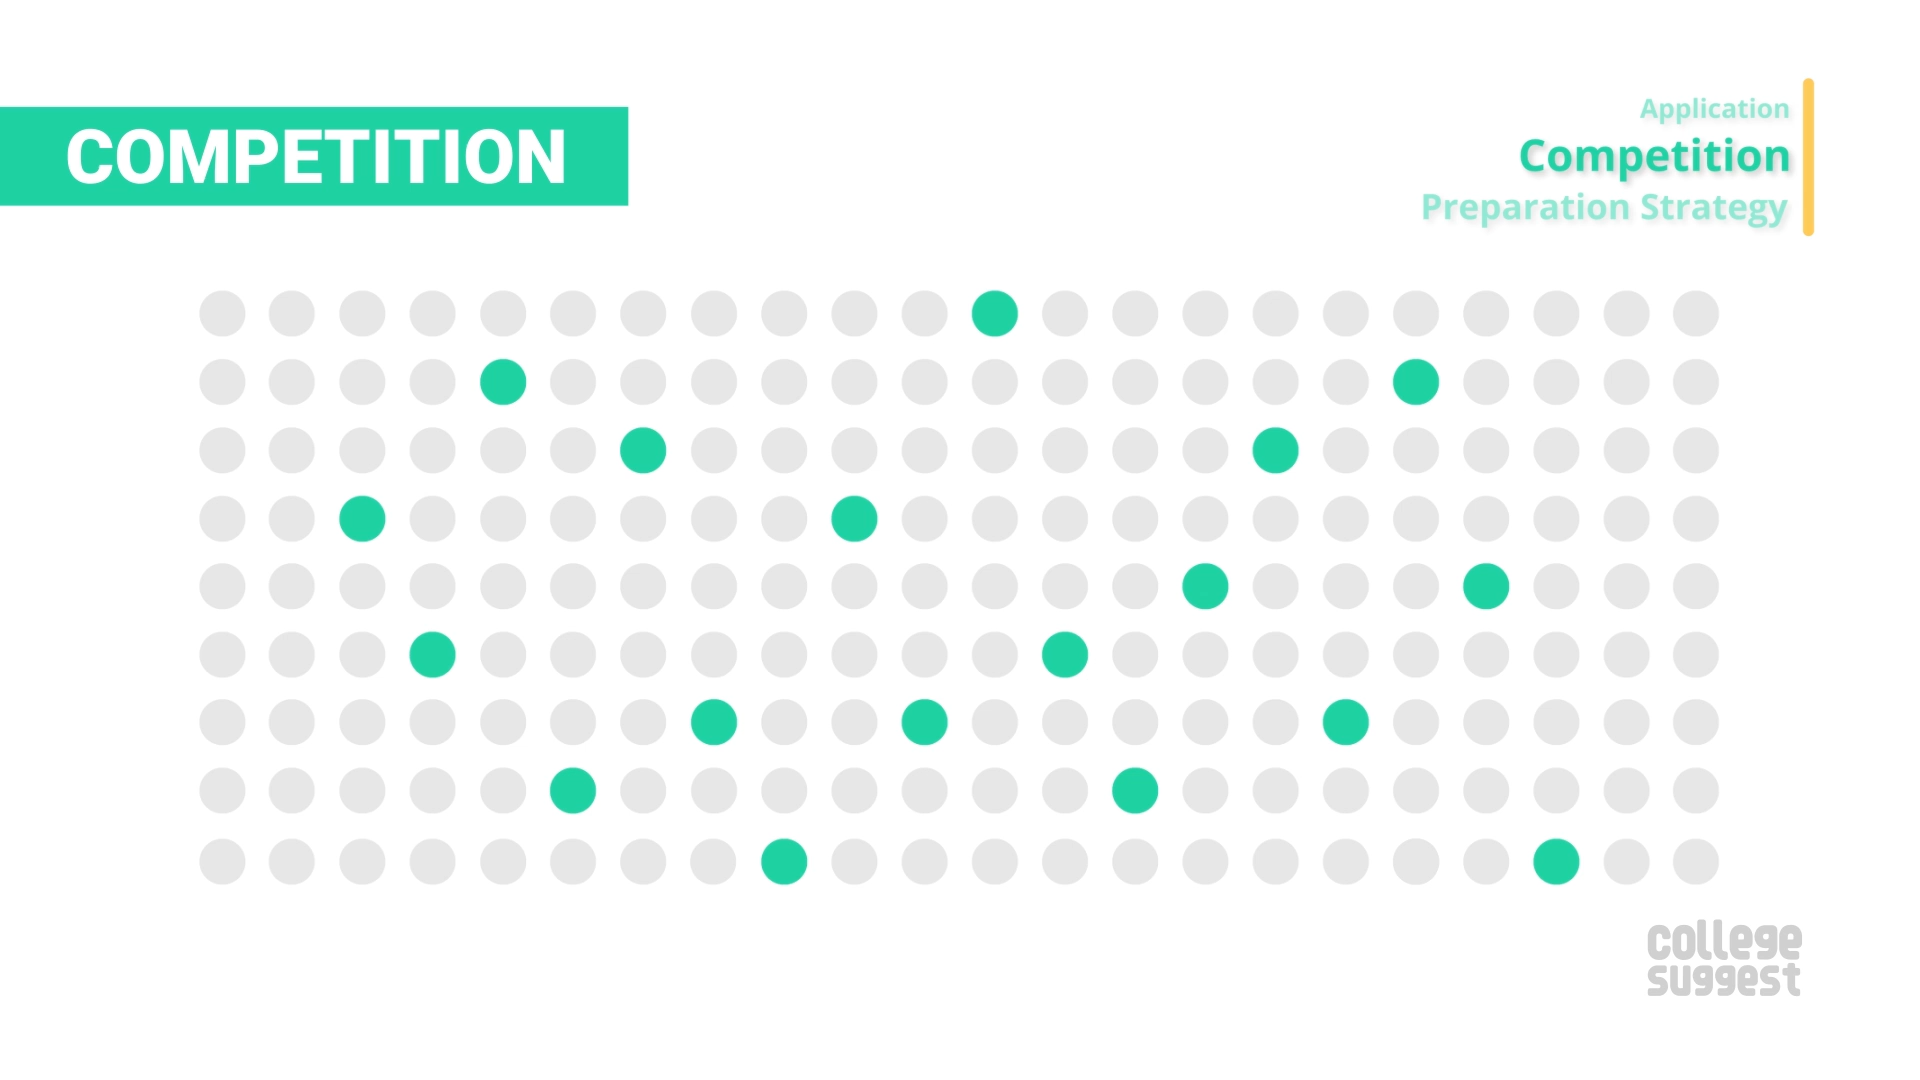 COMPETITION
Application
Competition
Preparation Strategy
college
suggest